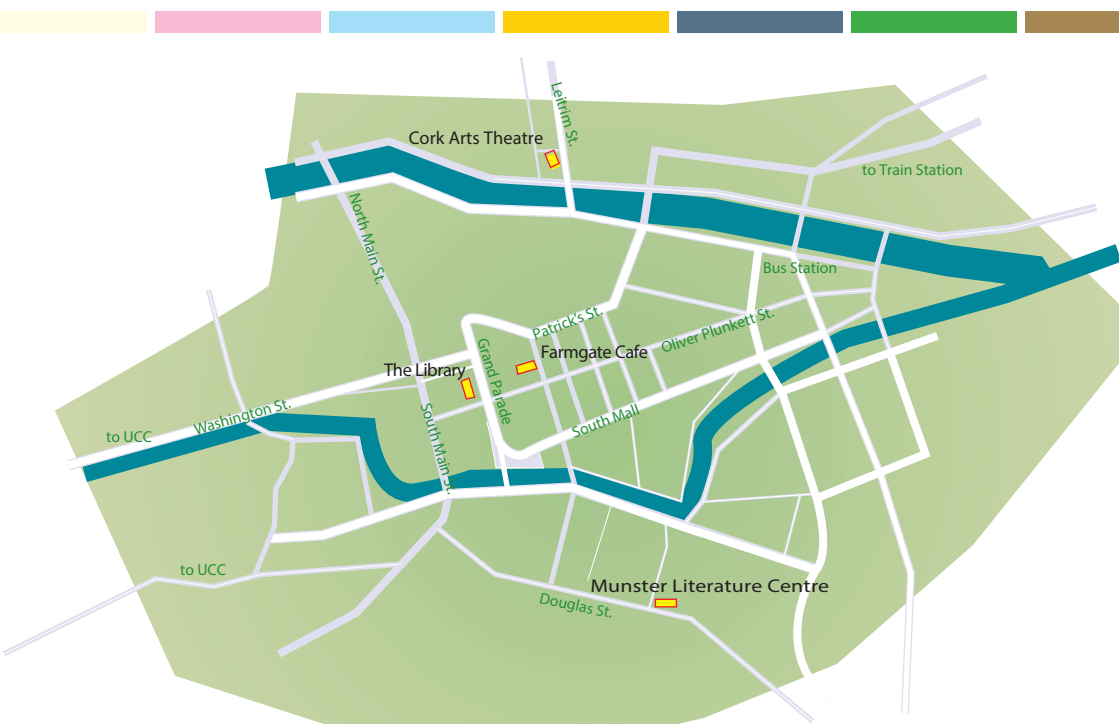 Leitrim St.
Cork Arts Theatre
to Train Station
North Main St.
Bus Station
Patrick's St.
Oliver Plunkett St.
Farmgate Cafe
Grand Parade
The Library
South Main St.
Washington St.
South Mall
to UCC
to UCC
Munster Literature Centre
Douglas St.